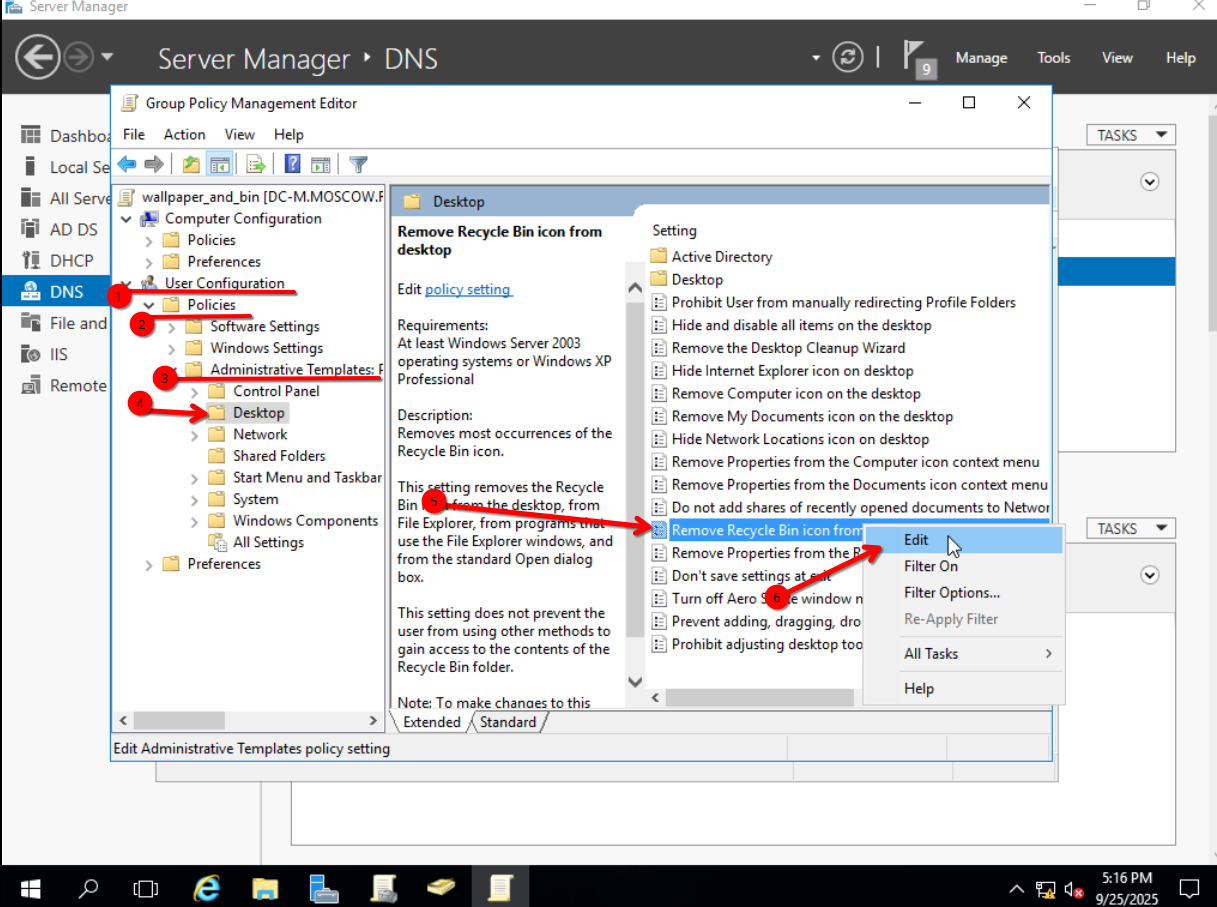 Server Manager
Server Manager ‣ DNS
9
Manage
Tools
View
Help
Dashboa
Local Se
All Serve
AD DS
DHCP
DNS
File and
IIS
Remote
TASKS
TASKS
Group Policy Management Editor
File Action View Help
wallpaper_and_bin [DC-M.MOSCOW.F
Computer Configuration
Policies
Preferences
User Configuration
1
Policies
2
Software Settings
Windows Settings
Administrative Templates: P
3
Control Panel
4
Desktop
Network
Shared Folders
Start Menu and Taskbar
System
Windows Components
All Settings
Preferences
Desktop
Remove Recycle Bin icon from
desktop
Edit policy setting
Requirements:
At least Windows Server 2003
operating systems or Windows XP
Professional
Description:
Removes most occurrences of the
Recycle Bin icon.
This setting removes the Recycle
Bin icon from the desktop, from
File Explorer, from programs that
use the File Explorer windows, and
from the standard Open dialog
box.
This setting does not prevent the
user from using other methods to
gain access to the contents of the
Recycle Bin folder.
Note: To make changes to this
5
Setting
Active Directory
Desktop
Prohibit User from manually redirecting Profile Folders
Hide and disable all items on the desktop
Remove the Desktop Cleanup Wizard
Hide Internet Explorer icon on desktop
Remove Computer icon on the desktop
Remove My Documents icon on the desktop
Hide Network Locations icon on desktop
Remove Properties from the Computer icon context menu
Remove Properties from the Documents icon context menu
Do not add shares of recently opened documents to Networ
Remove Recycle Bin icon from
Remove Properties from the R
Don't save settings at exit
Turn off Aero Shake window m
6
Prevent adding, dragging, dro
Prohibit adjusting desktop too
Edit
Filter On
Filter Options...
Re-Apply Filter
All Tasks
Help
Extended
Standard
Edit Administrative Templates policy setting
5:16 PM
9/25/2025